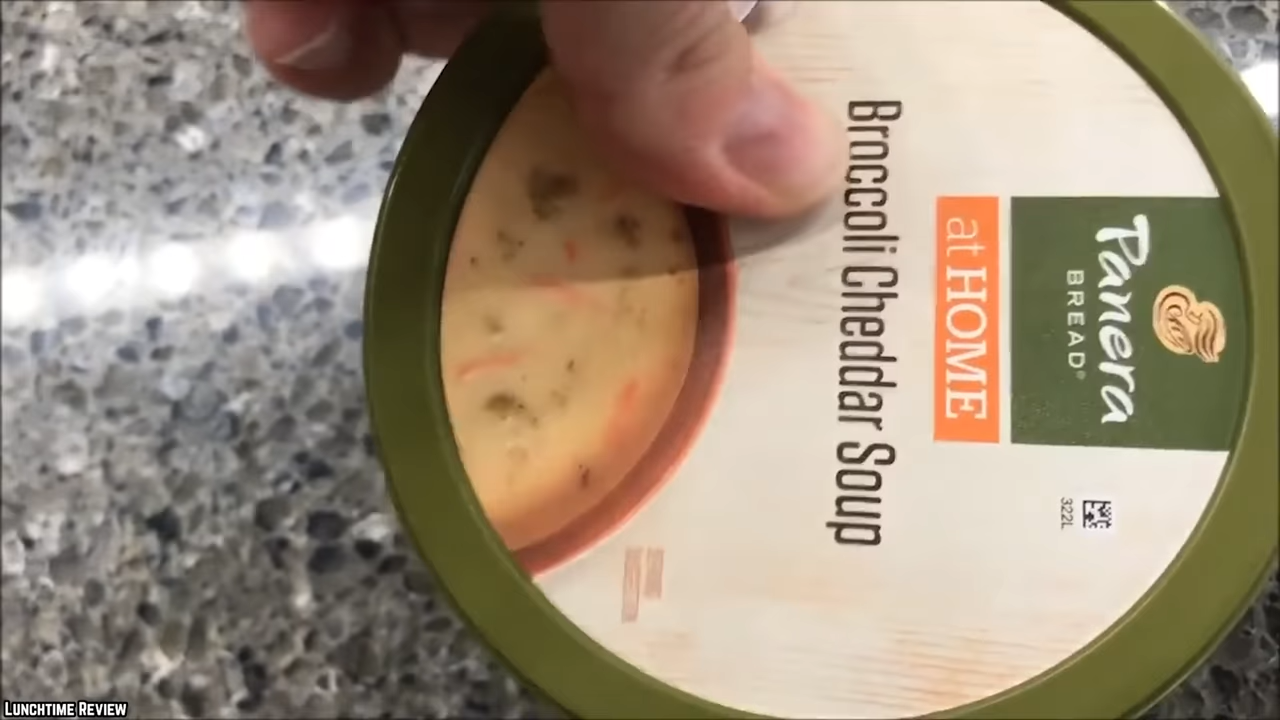 Panera
BREAD®
at HOME
Broccoli Cheddar Soup
322L
LUNCHTIME REVIEW